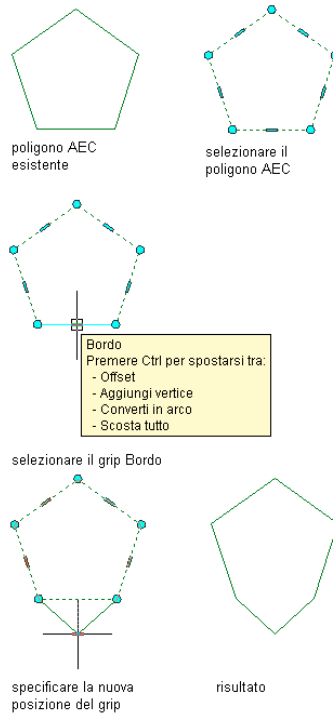 poligono AEC
esistente
selezionare il
poligono AEC
Bordo
Premere Ctrl per spostarsi tra:
- Offset
- Aggiungi vertice
- Converti in arco
- Scosta tutto
selezionare il grip Bordo
specificare la nuova
posizione del grip
risultato